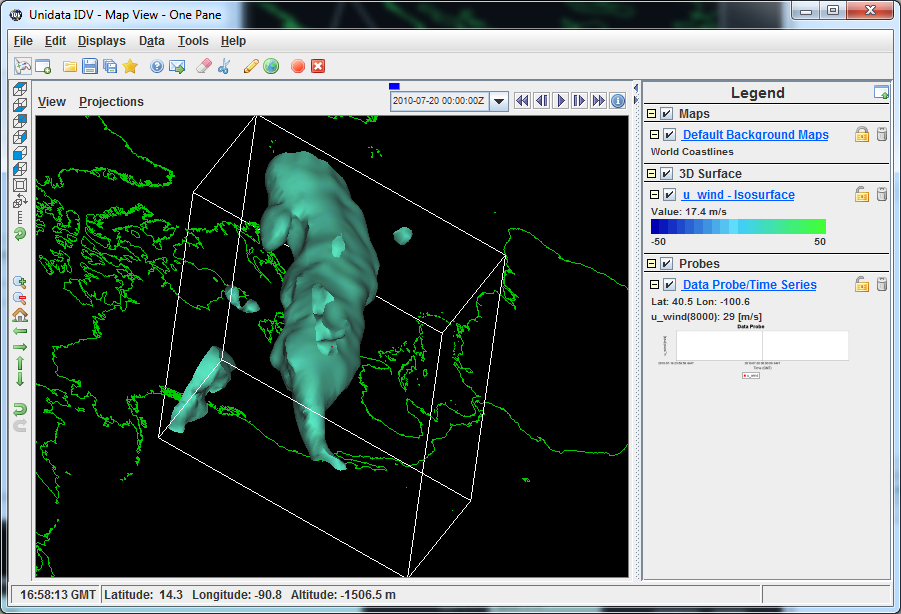 Unidata IDV - Map View - One Pane
File Edit Displays Data Tools Help
View Projections
2010-07-20 00:00:00Z
Legend
Maps
Default Background Maps
World Coastlines
3D Surface
u_wind - Isosurface
Value: 17.4 m/s
-50 50
Probes
Data Probe/Time Series
Lat: 40.5 Lon: -100.6
u_wind(8000): 29 [m/s]
Data Probe
Time (GMT)
u_wind
16:58:13 GMT Latitude: 14.3 Longitude: -90.8 Altitude: -1506.5 m